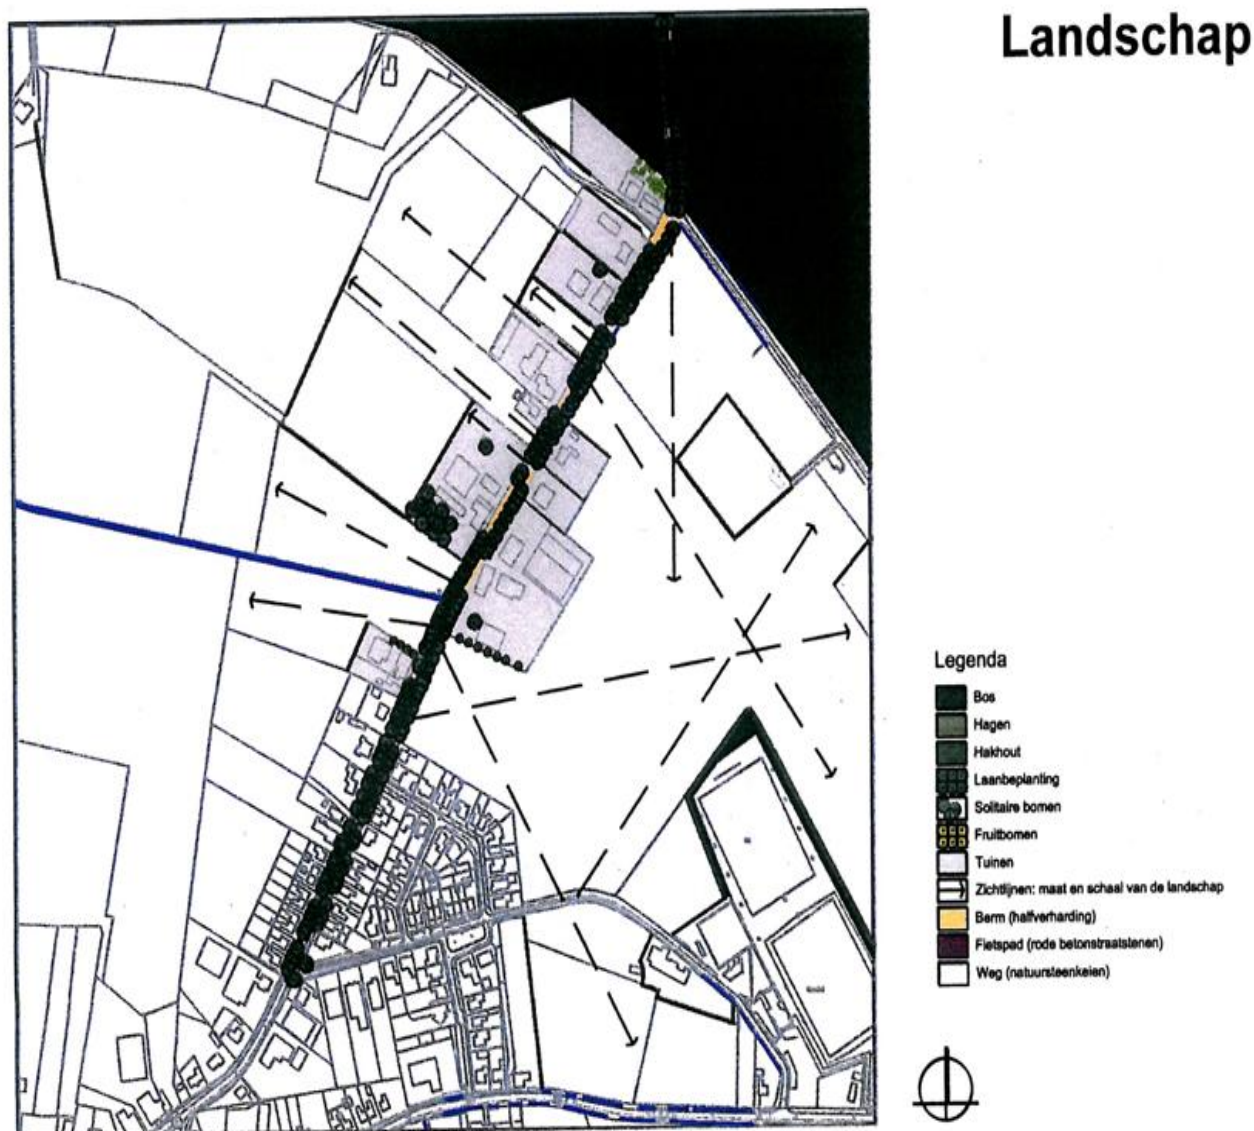 Landschap
Legenda
Bos
Hagen
Hakhout
Laanbeplanting
Solitaire bomen
Fruitbomen
Tuinen
Zichtlijnen: maat en schaal van de landschap
Berm (halfverharding)
Fietspad (rode betonstraatstenen)
Weg (natuursteenkeien)